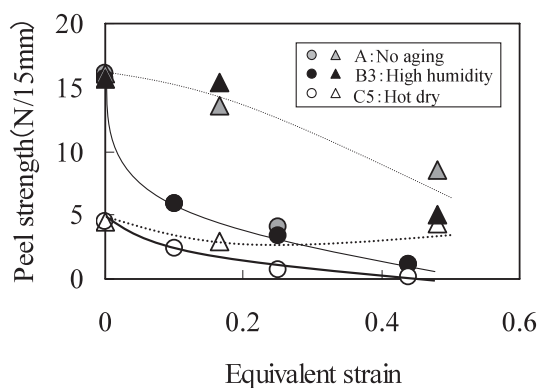 20
15
10
5
0
Peel strength(N/15mm)
A:No aging
B3:High humidity
C5:Hot dry
0 0.2 0.4 0.6
Equivalent strain